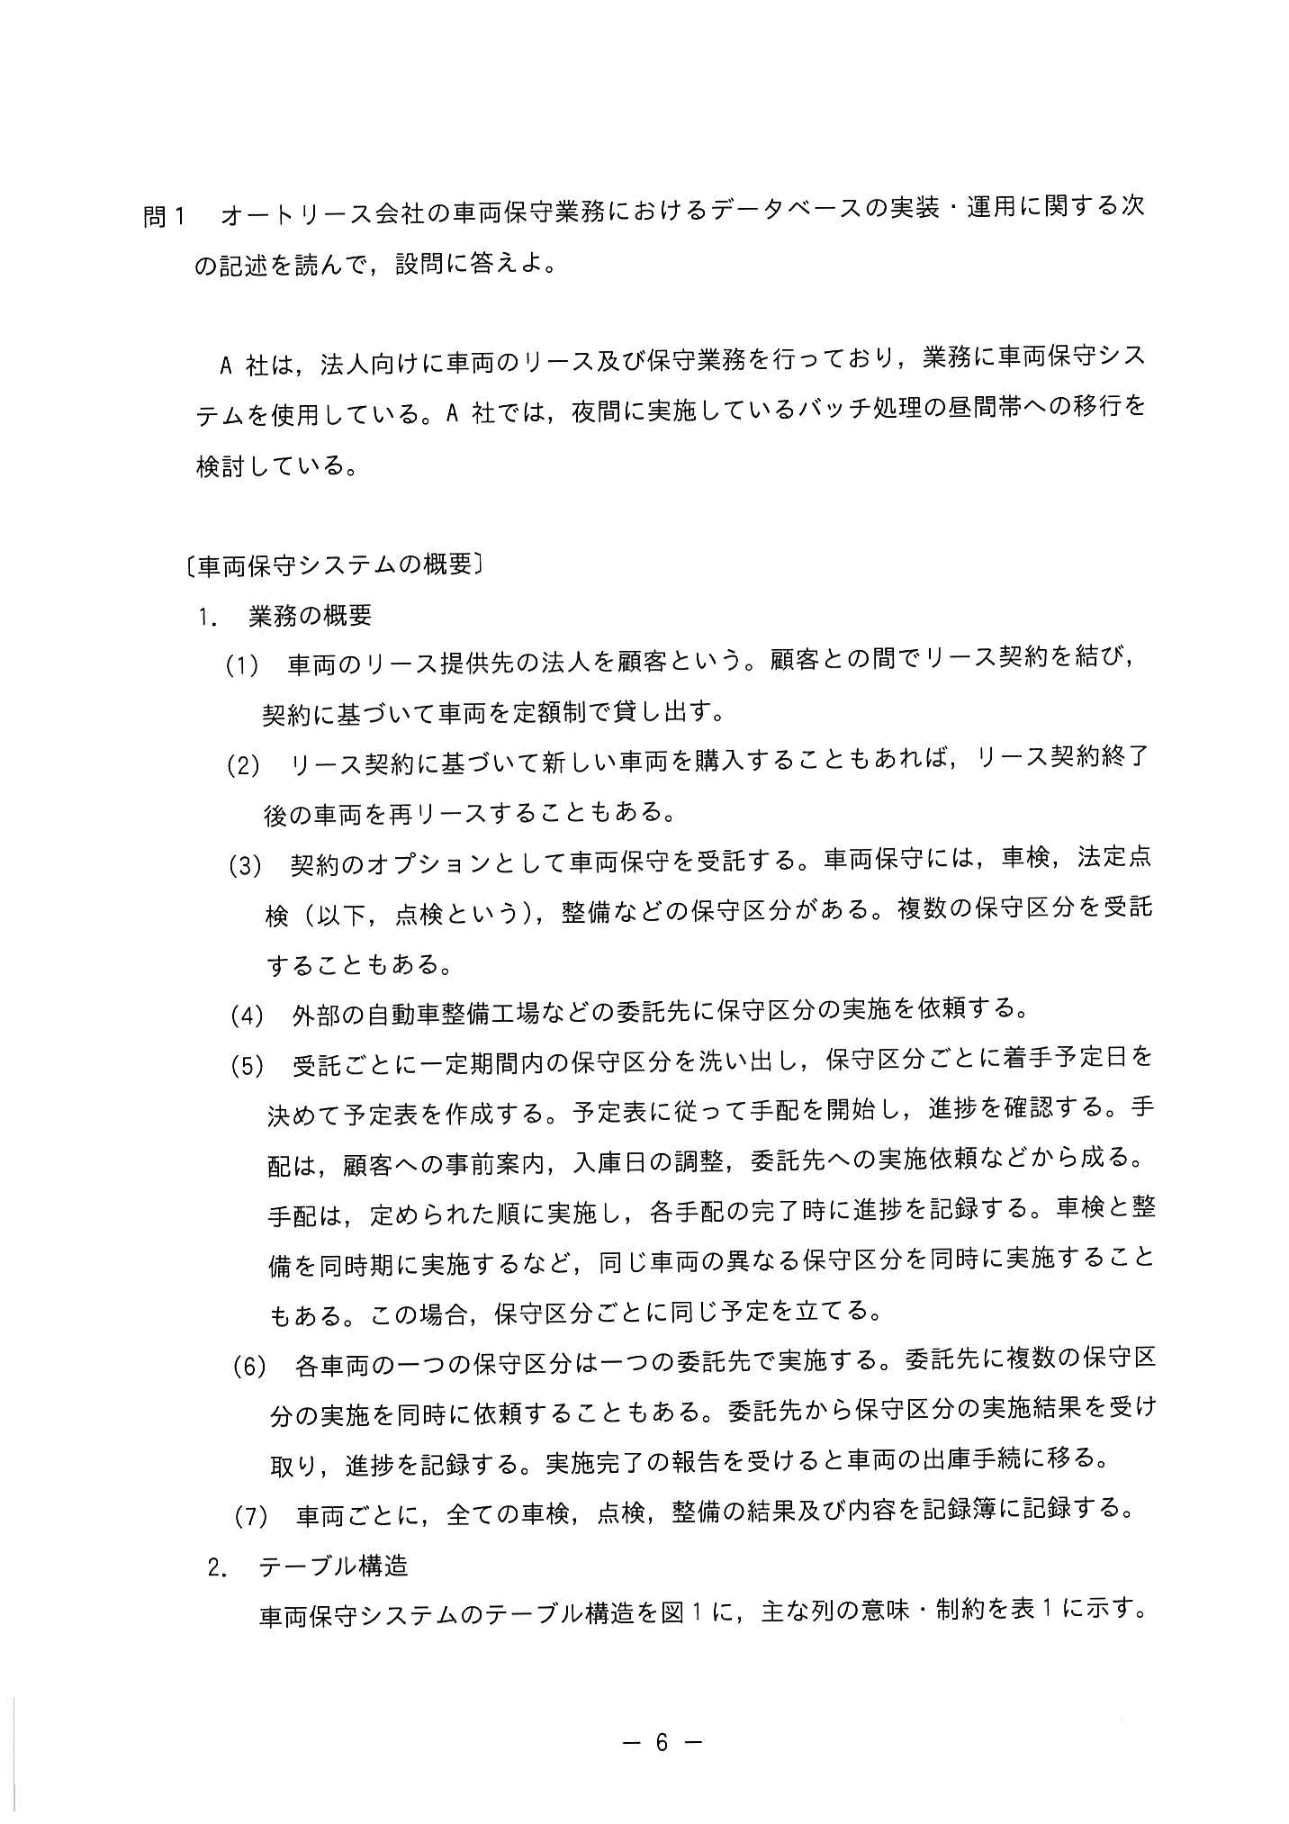 問1 オートリース会社の車両保守業務におけるデータベースの実装・運用に関する次
の記述を読んで，設問に答えよ。
A 社は，法人向けに車両のリース及び保守業務を行っており，業務に車両保守シス
テムを使用している。A 社では，夜間に実施しているバッチ処理の昼間帯への移行を
検討している。
〔車両保守システムの概要〕
1. 業務の概要
(1) 車両のリース提供先の法人を顧客という。顧客との間でリース契約を結び，
契約に基づいて車両を定額制で貸し出す。
(2) リース契約に基づいて新しい車両を購入することもあれば，リース契約終了
後の車両を再リースすることもある。
(3) 契約のオプションとして車両保守を受託する。車両保守には，車検，法定点
検（以下，点検という），整備などの保守区分がある。複数の保守区分を受託
することもある。
(4) 外部の自動車整備工場などの委託先に保守区分の実施を依頼する。
(5) 受託ごとに一定期間内の保守区分を洗い出し，保守区分ごとに着手予定日を
決めて予定表を作成する。予定表に従って手配を開始し，進捗を確認する。手
配は，顧客への事前案内，入庫日の調整，委託先への実施依頼などから成る。
手配は，定められた順に実施し，各手配の完了時に進捗を記録する。車検と整
備を同時期に実施するなど，同じ車両の異なる保守区分を同時に実施すること
もある。この場合，保守区分ごとに同じ予定を立てる。
(6) 各車両の一つの保守区分は一つの委託先で実施する。委託先に複数の保守区
分の実施を同時に依頼することもある。委託先から保守区分の実施結果を受け
取り，進捗を記録する。実施完了の報告を受けると車両の出庫手続に移る。
(7) 車両ごとに，全ての車検，点検，整備の結果及び内容を記録簿に記録する。
2. テーブル構造
車両保守システムのテーブル構造を図1に，主な列の意味・制約を表1に示す。
－ 6 －